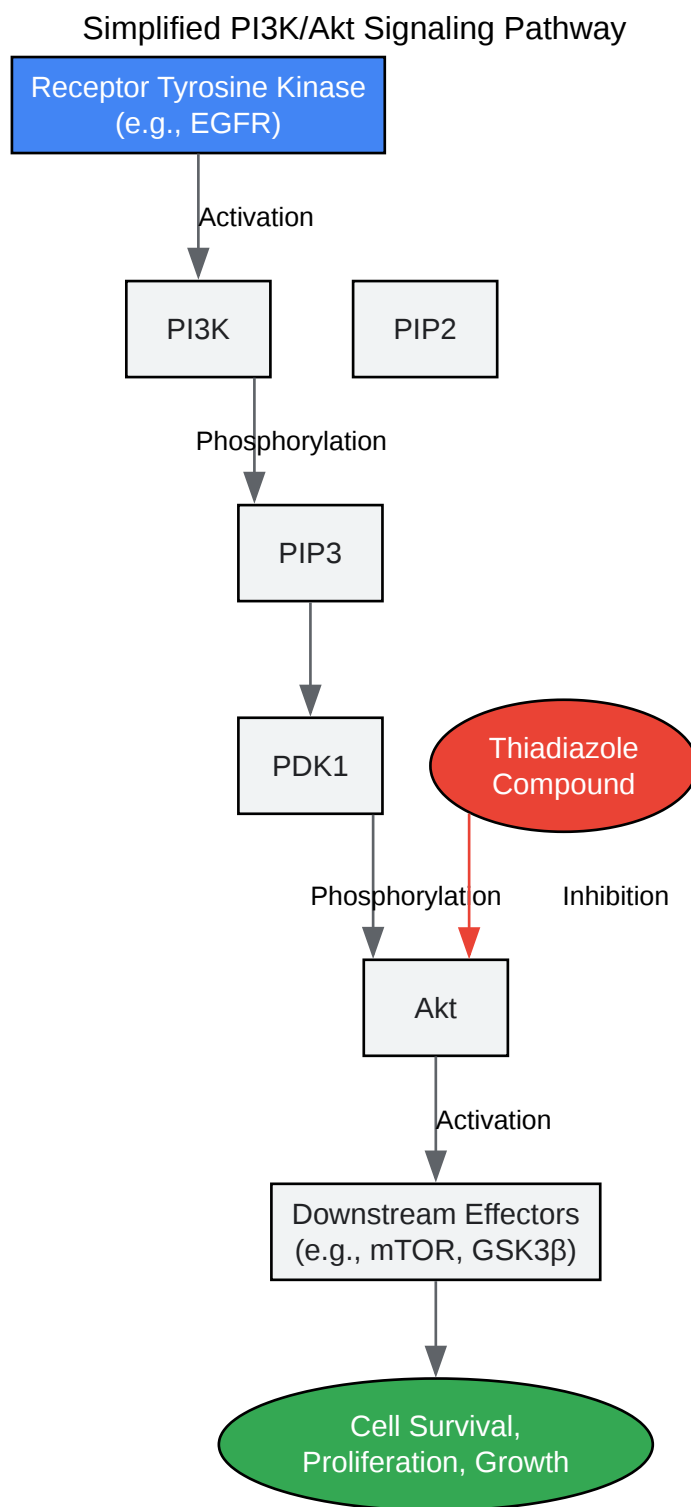 Simplified PI3K/Akt Signaling Pathway
Receptor Tyrosine Kinase
(e.g., EGFR)
Activation
PI3K
PIP2
Phosphorylation
PIP3
PDK1
Thiadiazole
Compound
Phosphorylation
Inhibition
Akt
Activation
Downstream Effectors
(e.g., mTOR, GSK3β)
Cell Survival,
Proliferation, Growth